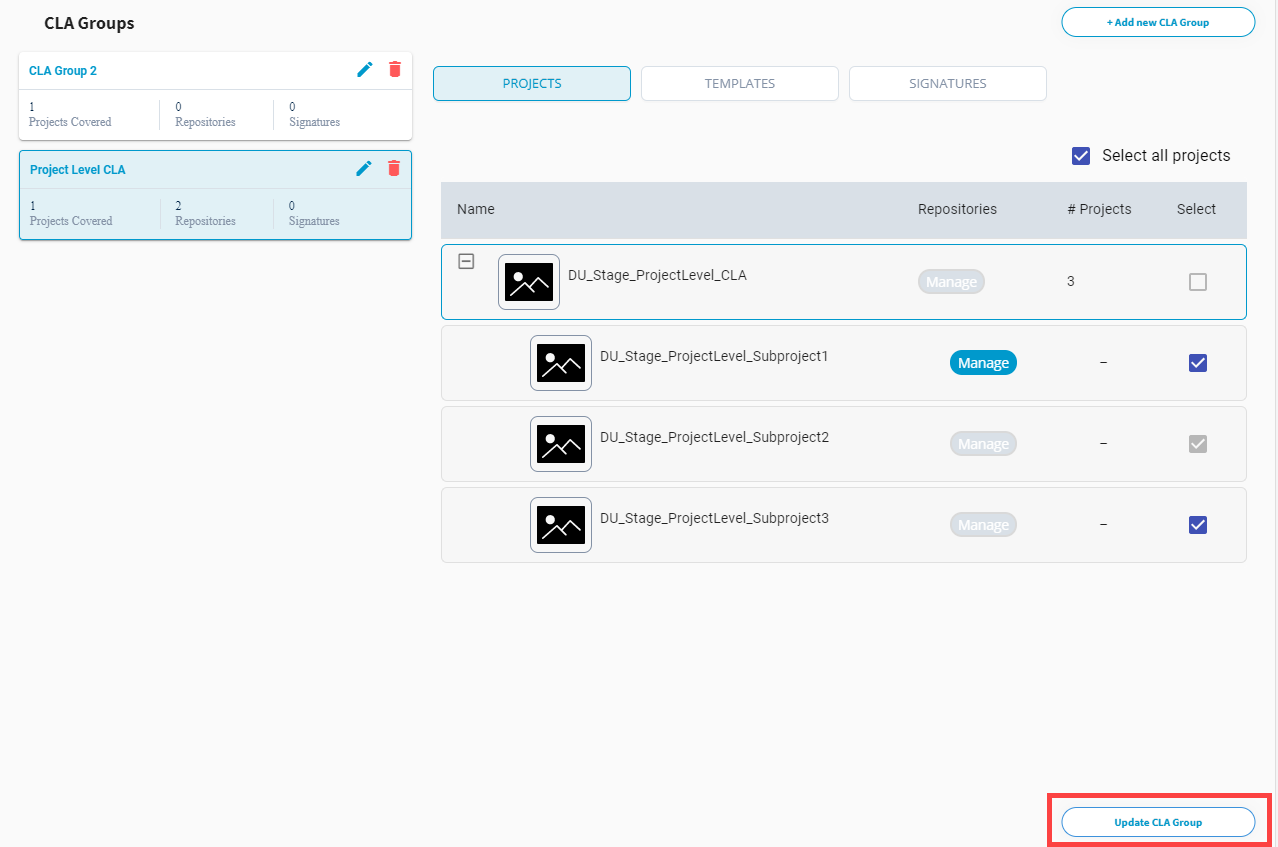 CLA Groups
+ Add new CLA Group
CLA Group 2
1
Projects Covered
0
Repositories
0
Signatures
Project Level CLA
1
Projects Covered
2
Repositories
0
Signatures
PROJECTS
TEMPLATES
SIGNATURES
Select all projects
Name Repositories # Projects Select
DU_Stage_ProjectLevel_CLA Manage 3
DU_Stage_ProjectLevel_Subproject1 Manage –
DU_Stage_ProjectLevel_Subproject2 Manage –
DU_Stage_ProjectLevel_Subproject3 Manage –
Update CLA Group